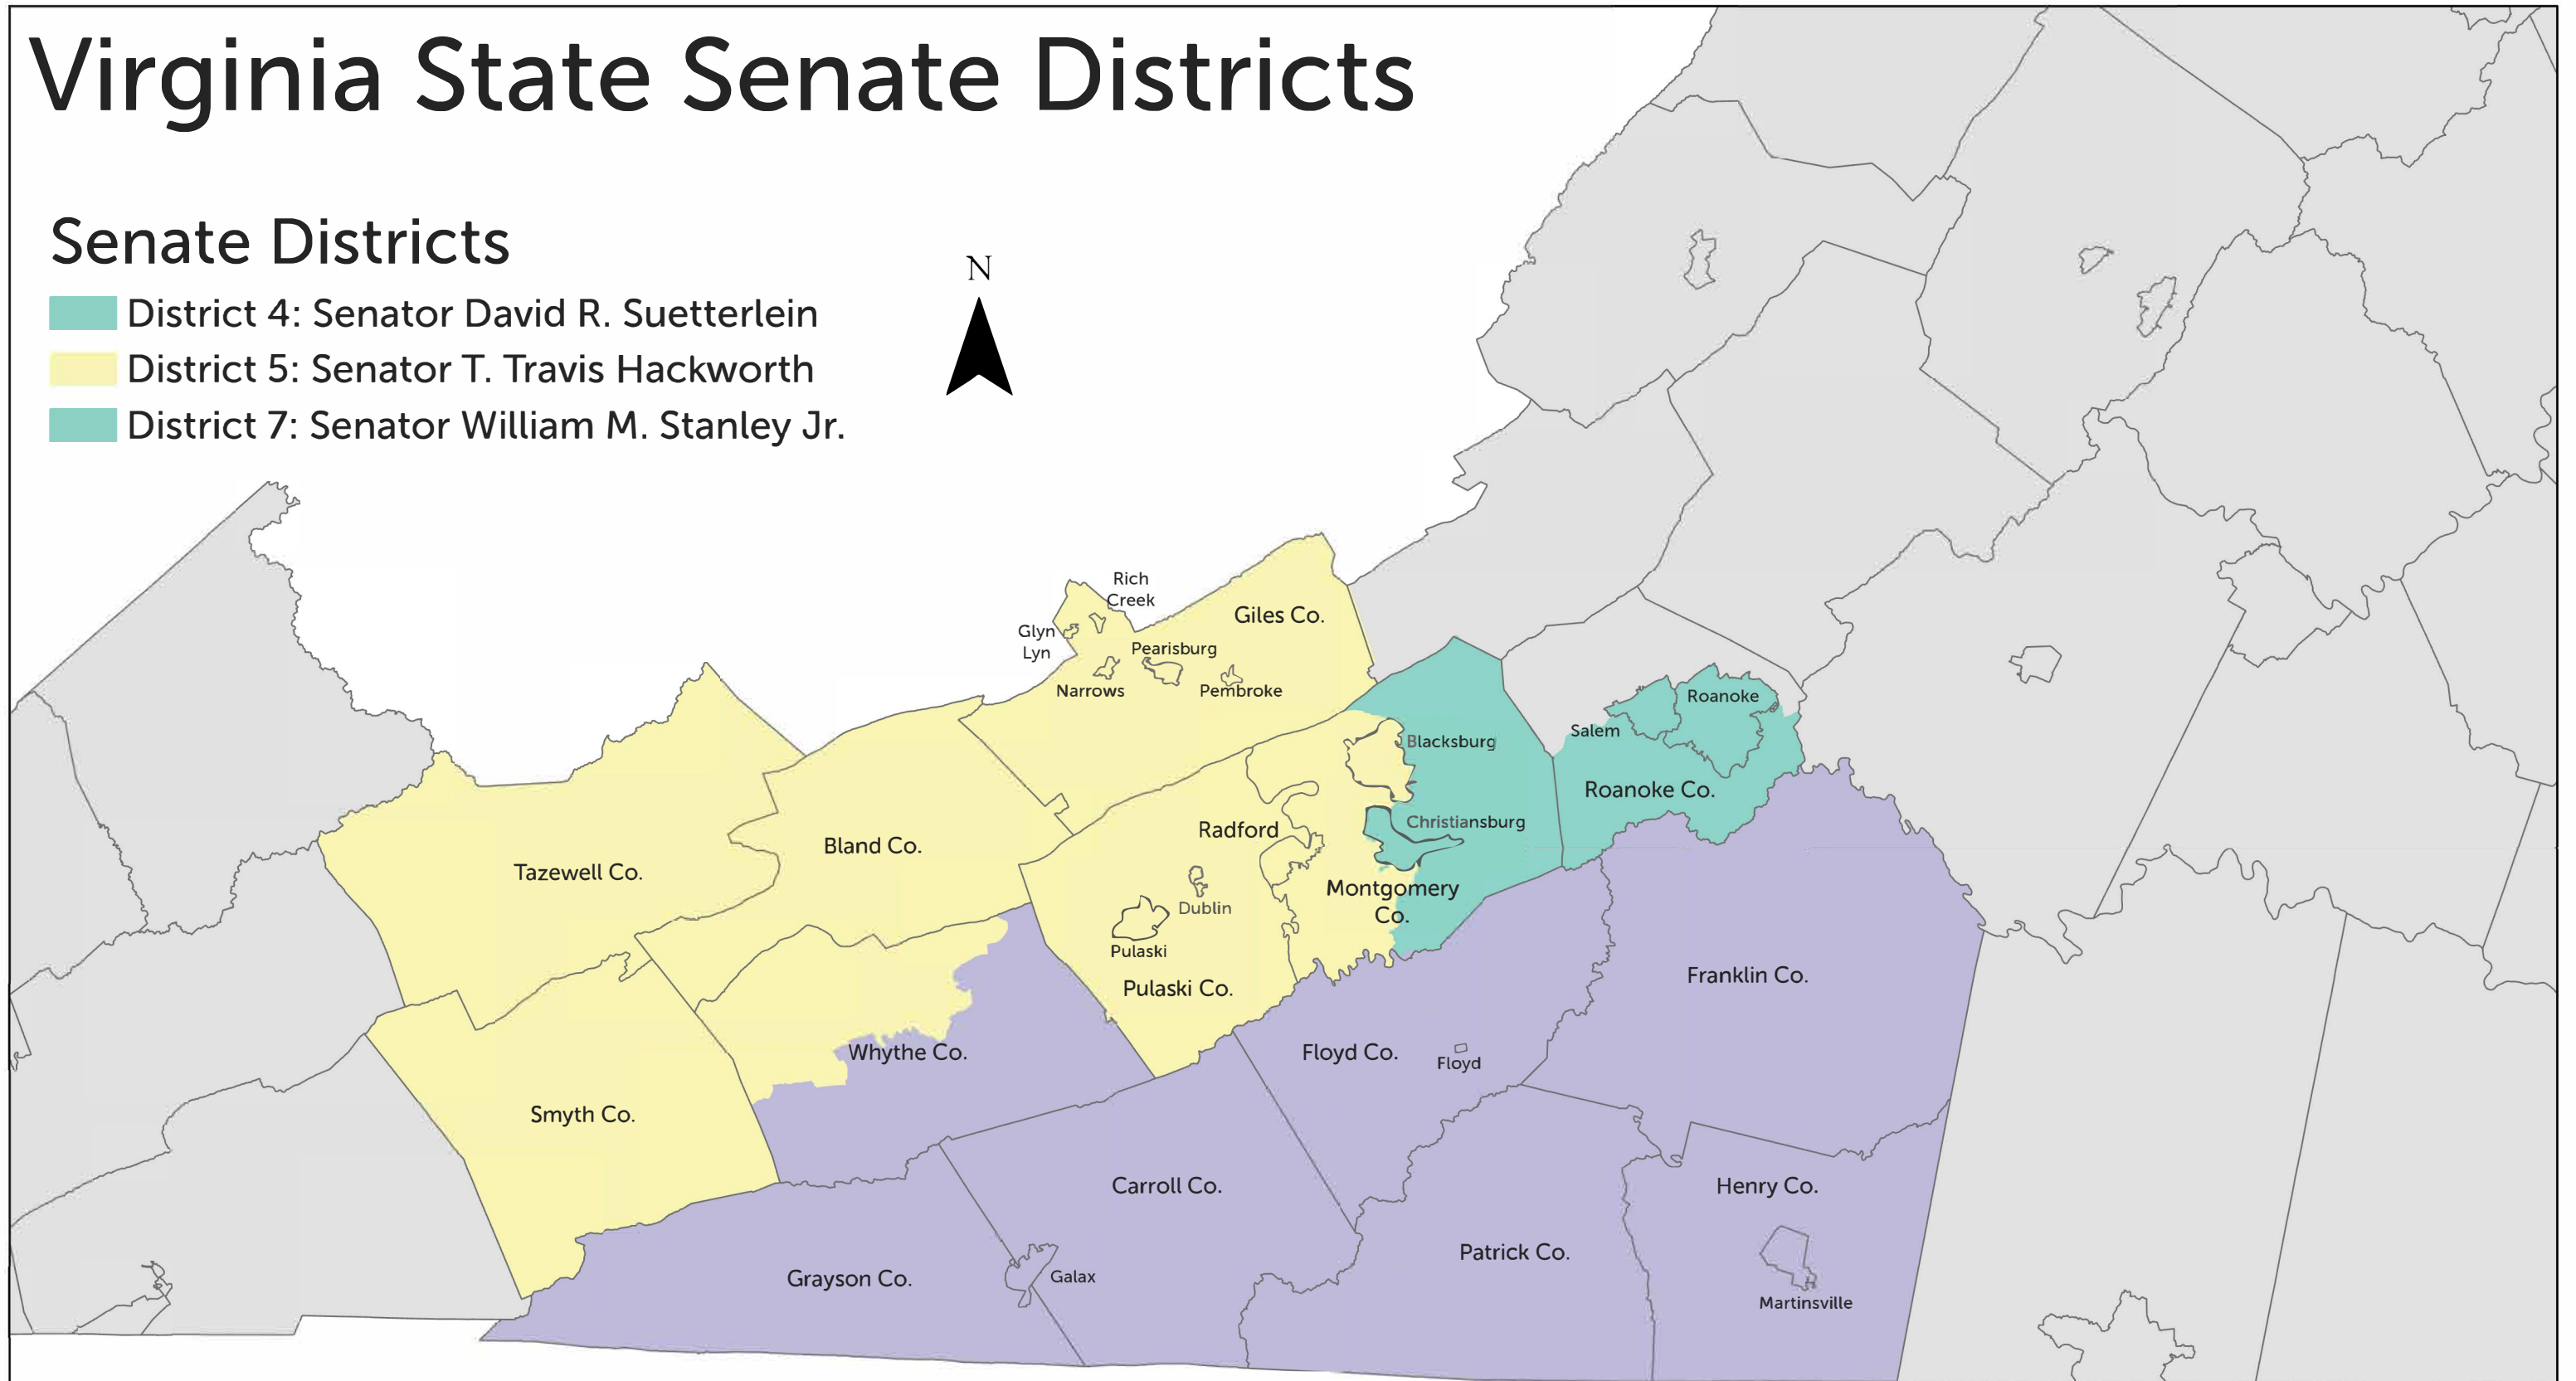 Virginia State Senate Districts
Senate Districts
District 4: Senator David R. Suetterlein
District 5: Senator T. Travis Hackworth
District 7: Senator William M. Stanley Jr.
N
Rich
Creek
Glyn
Lyn
Giles Co.
Pearisburg
Narrows
Pembroke
Roanoke
Salem
Blacksburg
Roanoke Co.
Christiansburg
Radford
Bland Co.
Tazewell Co.
Montgomery
Co.
Dublin
Pulaski
Pulaski Co.
Franklin Co.
Whythe Co.
Floyd Co.
Floyd
Smyth Co.
Carroll Co.
Henry Co.
Patrick Co.
Grayson Co.
Galax
Martinsville